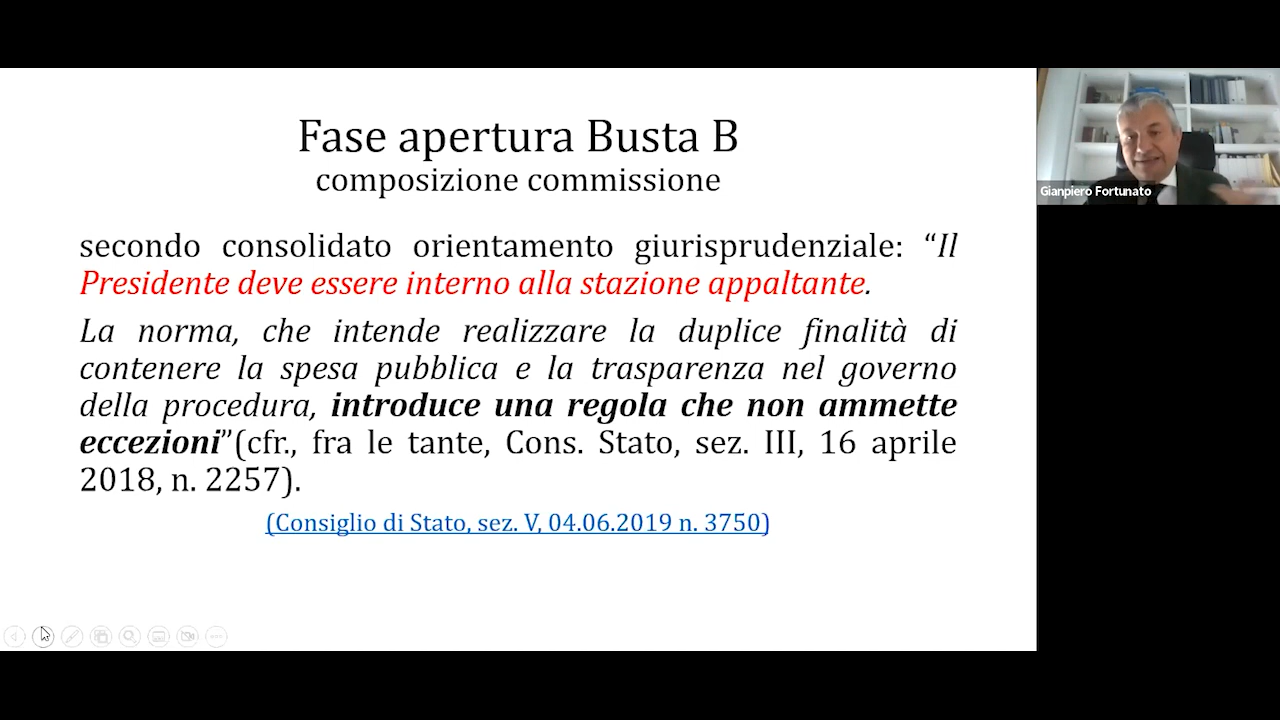 Fase apertura Busta B
composizione commissione
secondo consolidato orientamento giurisprudenziale: “Il
Presidente deve essere interno alla stazione appaltante.
La norma, che intende realizzare la duplice finalità di
contenere la spesa pubblica e la trasparenza nel governo
della procedura, introduce una regola che non ammette
eccezioni”(cfr., fra le tante, Cons. Stato, sez. III, 16 aprile
2018, n. 2257).
(Consiglio di Stato, sez. V, 04.06.2019 n. 3750)
Gianpiero Fortunato